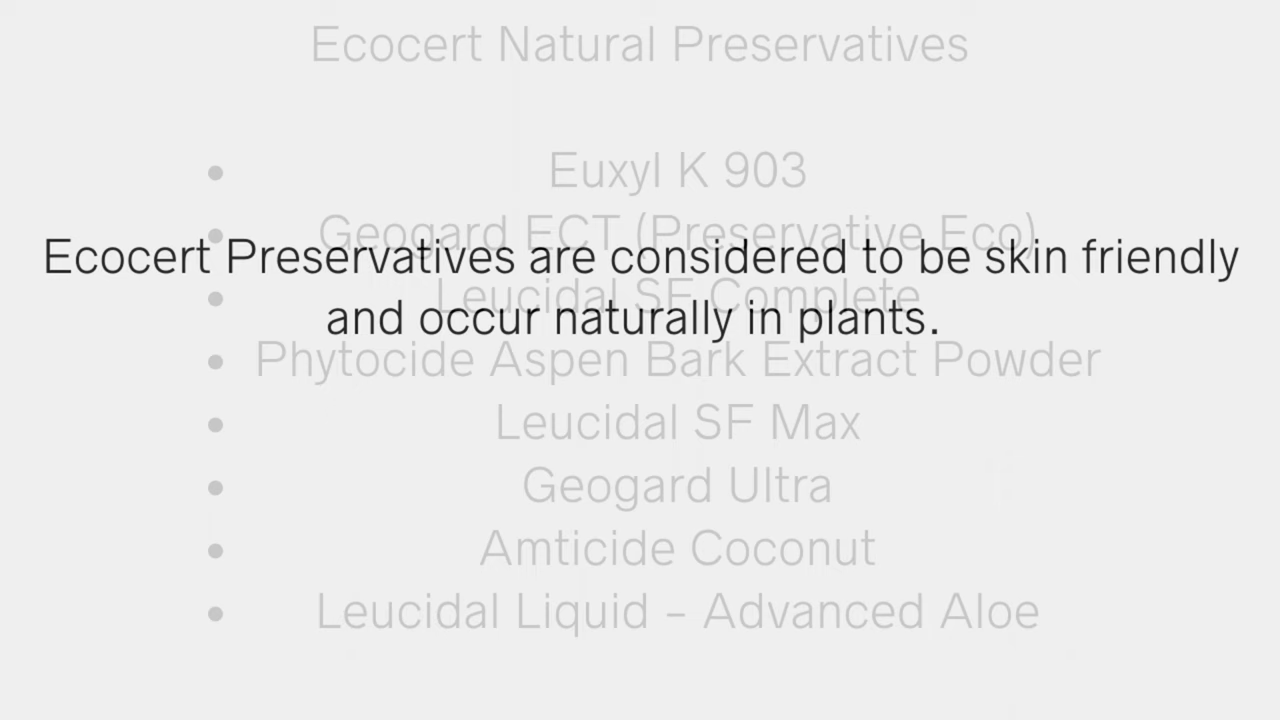 Ecocert Natural Preservatives
• Euxyl K 903
• Geogard ECT (Preservative Eco)
Ecocert Preservatives are considered to be skin friendly
• Leucidal SF Complete
and occur naturally in plants.
• Phytocide Aspen Bark Extract Powder
• Leucidal SF Max
• Geogard Ultra
• Amticide Coconut
• Leucidal Liquid - Advanced Aloe